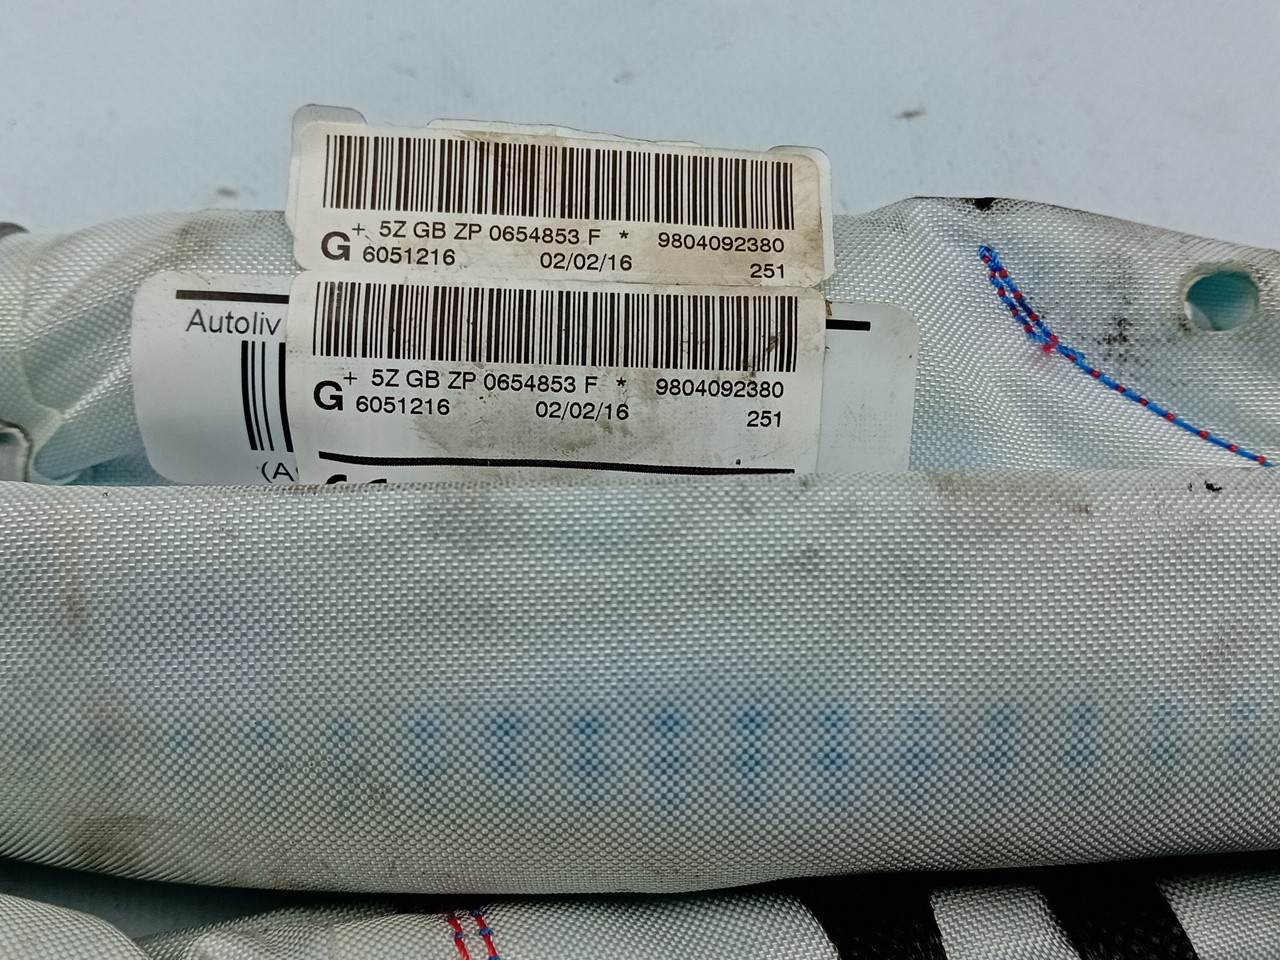 + 5Z GB ZP 0654853 F * 9804092380
G 6051216 02/02/16 251
Autoliv
+ 5Z GB ZP 0654853 F * 9804092380
G 6051216 02/02/16 251